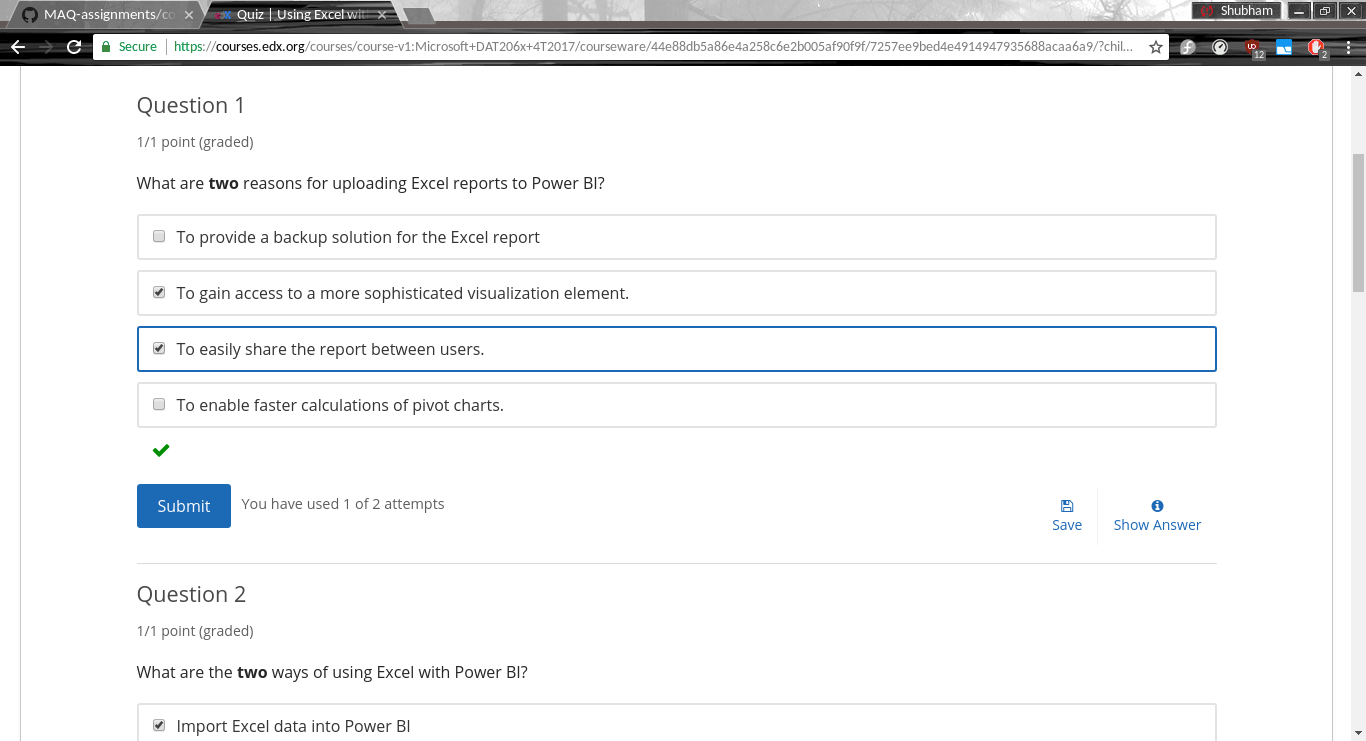 MAQ-assignments/co
Quiz | Using Excel wit
Shubham
Secure
https://courses.edx.org/courses/course-v1:Microsoft+DAT206x+4T2017/courseware/44e88db5a86e4a258c6e2b005af90f9f/7257ee9bed4e4914947935688acaa6a9/?chil...
12
2
Question 1
1/1 point (graded)
What are two reasons for uploading Excel reports to Power BI?
To provide a backup solution for the Excel report
To gain access to a more sophisticated visualization element.
To easily share the report between users.
To enable faster calculations of pivot charts.
Submit
You have used 1 of 2 attempts
Save
Show Answer
Question 2
1/1 point (graded)
What are the two ways of using Excel with Power BI?
Import Excel data into Power BI